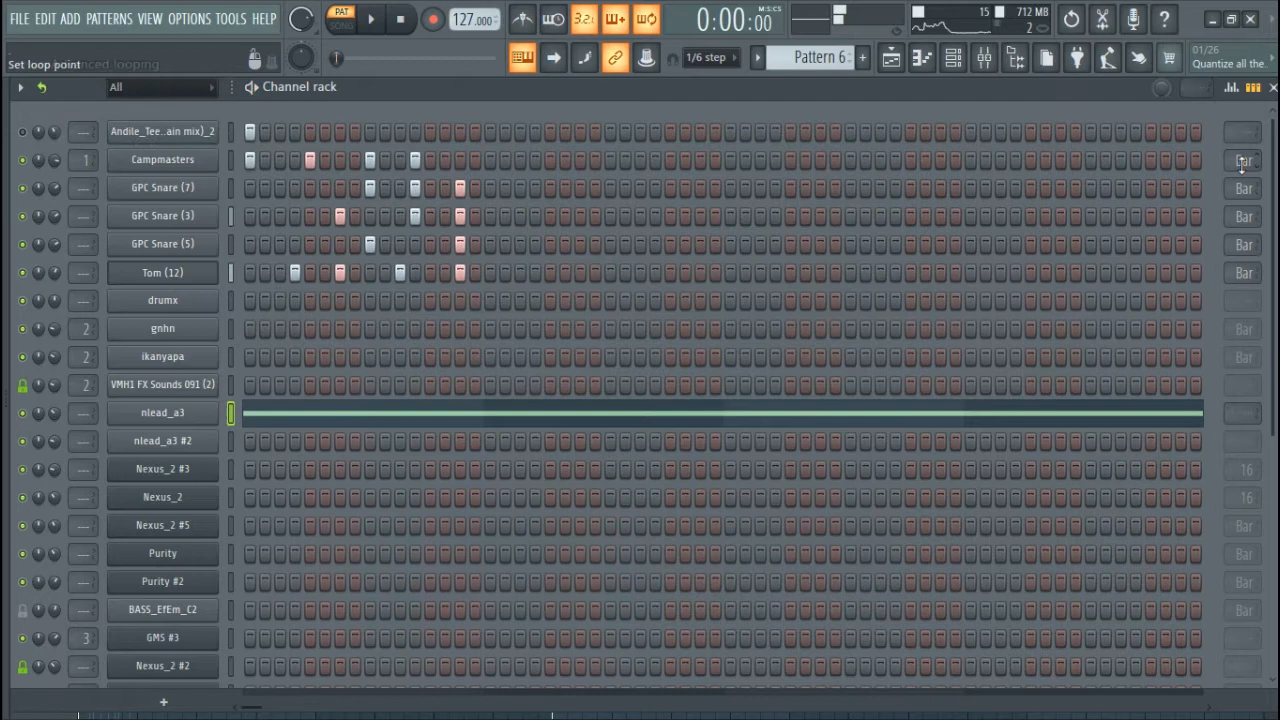 FILE EDIT ADD PATTERNS VIEW OPTIONS TOOLS HELP
PAT
SONG
127.000
3.2.
0:00:00
M:S:CS
15
712 MB
2
Set loop point
1/6 step
Pattern 6
01/26
Quantize all the..
All
Channel rack
Andile_Tee..ain mix)_2
1 Campmasters Bar
GPC Snare (7) Bar
GPC Snare (3) Bar
GPC Snare (5) Bar
Tom (12) Bar
drumx
2 gnhn Bar
2 ikanyapa Bar
2 VMH1 FX Sounds 091 (2)
nlead_a3
nlead_a3 #2
Nexus_2 #3 16
Nexus_2 16
Nexus_2 #5 Bar
Purity Bar
Purity #2 Bar
BASS_EfEm_C2 Bar
3 GMS #3
Nexus_2 #2